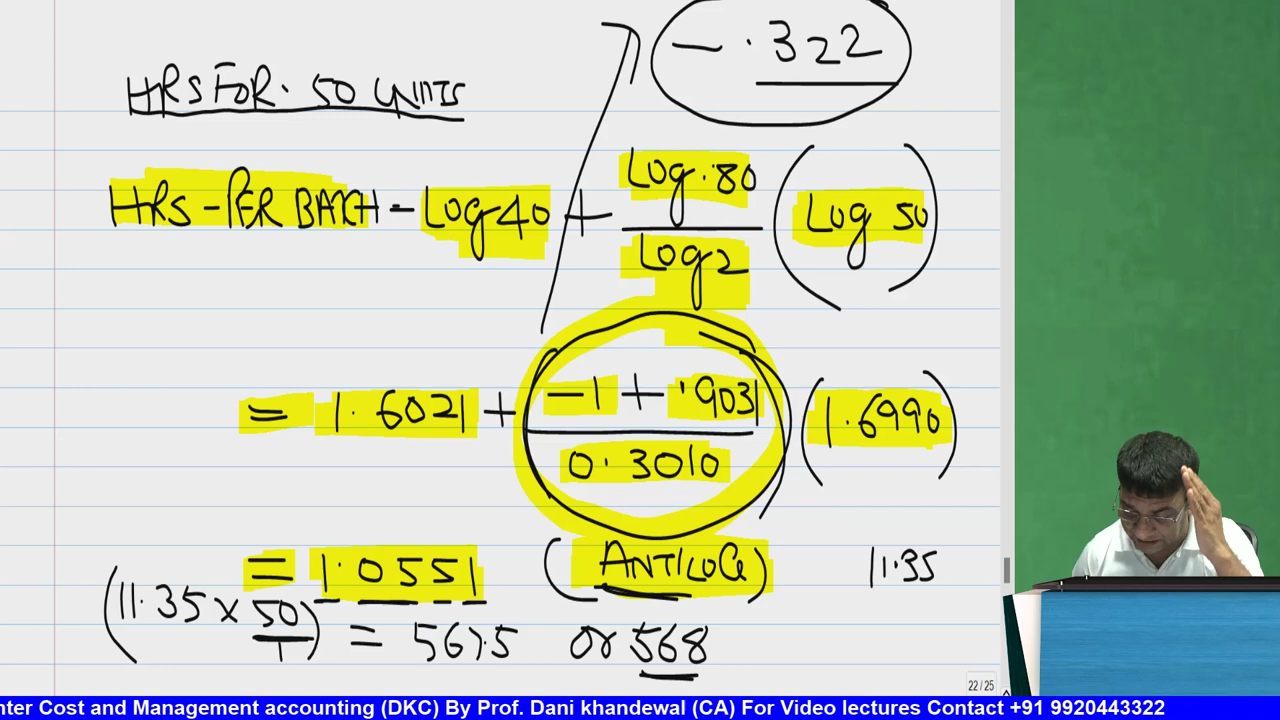 - .322
HRS FOR. 50 UNITS
HRS - PER BATCH - Log 40 + Log .80 / Log 2 (Log 50)
= 1.6021 + -1 + .9031 / 0.3010 (1.6990)
= 1.0551 (ANTILOG) 11.35
(11.35 x 50) = 567.5 or 568
22 / 25
nter Cost and Management accounting (DKC) By Prof. Dani khandewal (CA) For Video lectures Contact +91 9920443322